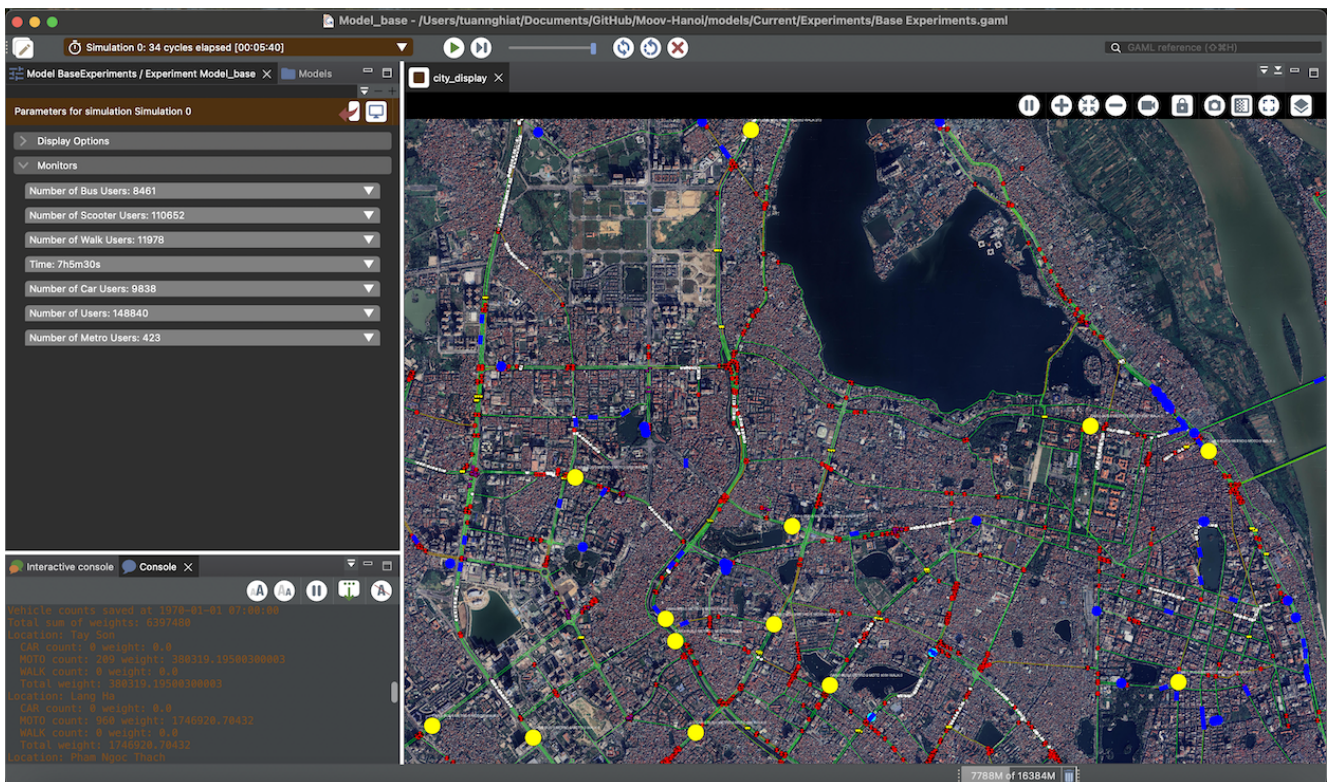 Model_base - /Users/tuannghiat/Documents/GitHub/Moov-Hanoi/models/Current/Experiments/Base Experiments.gaml
Simulation 0: 34 cycles elapsed [00:05:40]
GAML reference (⇧⌘H)
Model BaseExperiments / Experiment Model_base
Models
city_display
Parameters for simulation Simulation 0
Display Options
Monitors
Number of Bus Users: 8461
Number of Scooter Users: 110652
Number of Walk Users: 11978
Time: 7h5m30s
Number of Car Users: 9838
Number of Users: 148840
Number of Metro Users: 423
Interactive console
Console
Vehicle counts saved at 1970-01-01 07:00:00
Total sum of weights: 6397480
Location: Tay Son
CAR count: 0 weight: 0.0
MOTO count: 209 weight: 380319.19500300003
WALK count: 0 weight: 0.0
Total weight: 380319.19500300003
Location: Lang Ha
CAR count: 0 weight: 0.0
MOTO count: 960 weight: 1746920.70432
WALK count: 0 weight: 0.0
Total weight: 1746920.70432
Location: Pham Ngoc Thach
7788M of 16384M